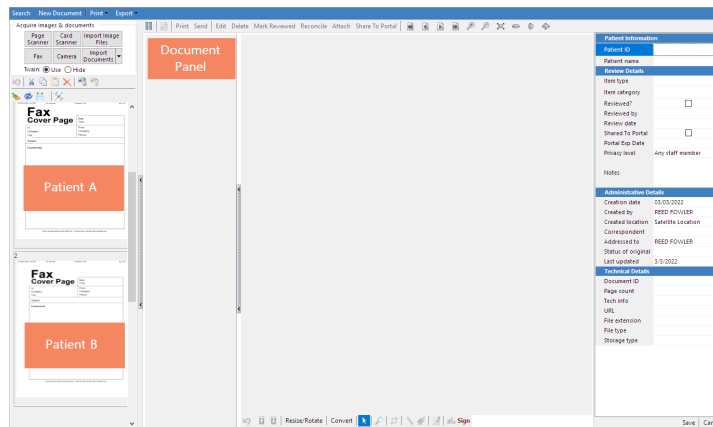 Search New Document Print Export
Acquire images & documents
Page Scanner
Card Scanner
Import Image Files
Fax
Camera
Import Documents
Twain: Use Hide
Print Send Edit Delete Mark Reviewed Reconcile Attach Share To Portal
Fax
Cover Page
Patient A
2
Fax
Cover Page
Patient B
Document
Panel
Resize/Rotate Convert Sign
Patient Information
Patient ID
Patient name
Review Details
Item type
Item category
Reviewed?
Reviewed by
Review date
Shared To Portal
Portal Exp Date
Privacy level Any staff member
Notes
Administrative Details
Creation date 03/03/2022
Created by REED FOWLER
Created location Satellite Location
Correspondent
Addressed to REED FOWLER
Status of original
Last updated 3/3/2022
Technical Details
Document ID
Page count
Tech info
URL
File extension
File type
Storage type
Save Can